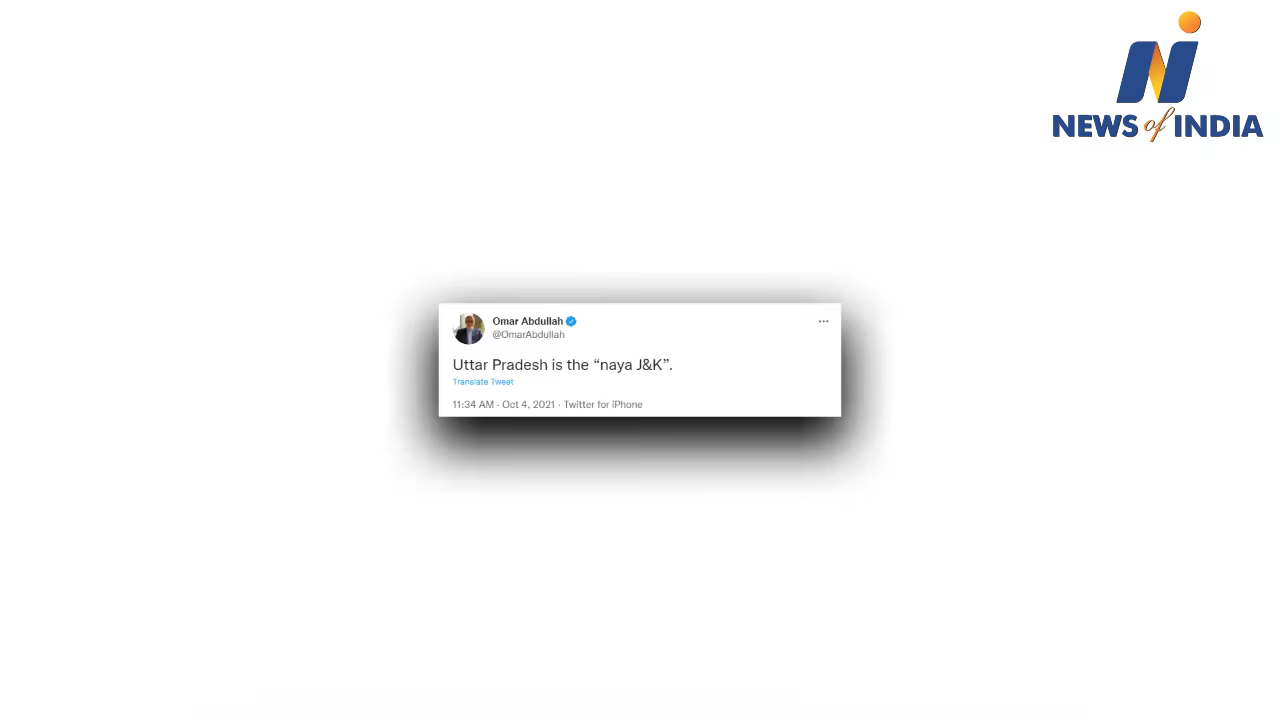 NEWS of INDIA
Omar Abdullah
@OmarAbdullah
Uttar Pradesh is the “naya J&K”.
Translate Tweet
11:34 AM · Oct 4, 2021 · Twitter for iPhone